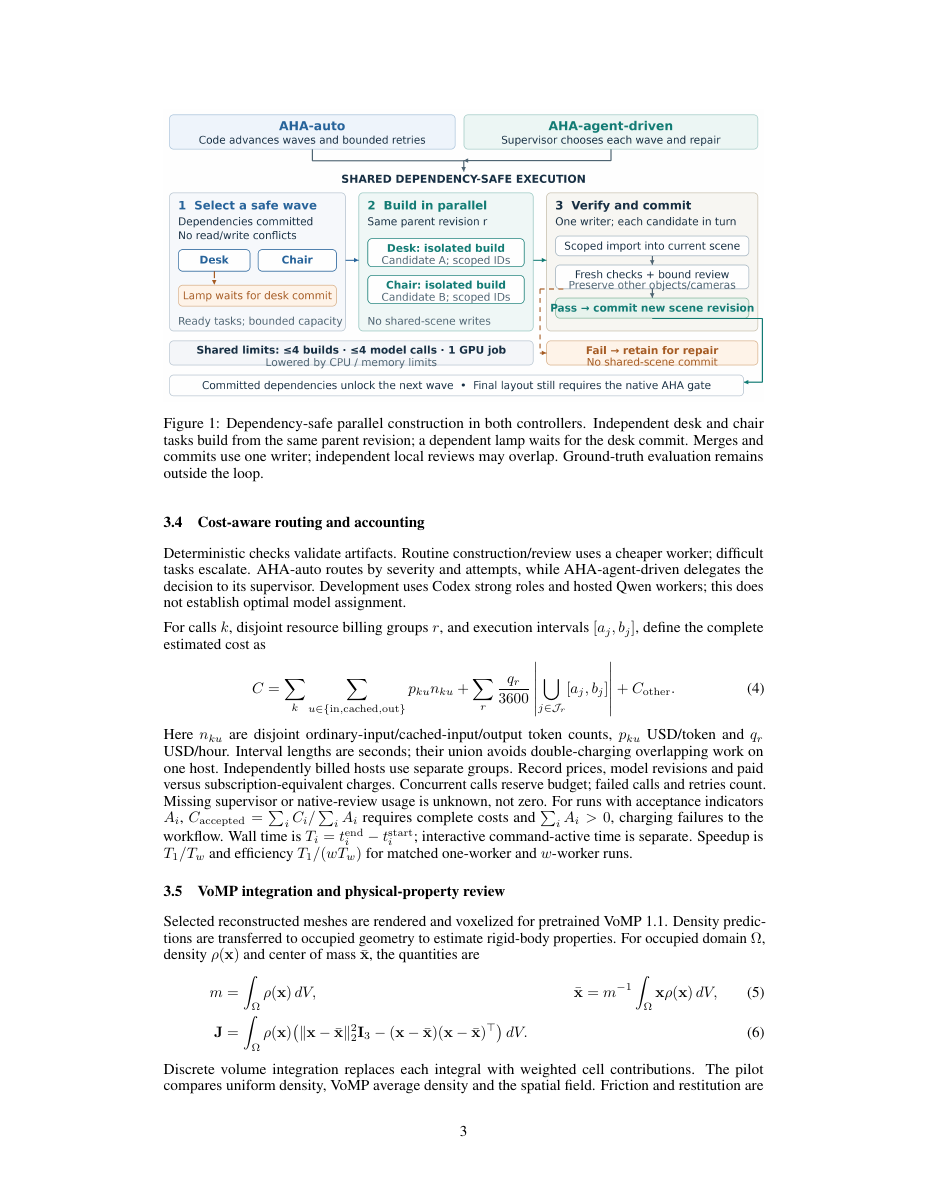 AHA-auto
Code advances waves and bounded retries
AHA-agent-driven
Supervisor chooses each wave and repair
SHARED DEPENDENCY-SAFE EXECUTION
1 Select a safe wave
Dependencies committed
No read/write conflicts
Desk
Chair
Lamp waits for desk commit
Ready tasks; bounded capacity
2 Build in parallel
Same parent revision r
Desk: isolated build
Candidate A; scoped IDs
Chair: isolated build
Candidate B; scoped IDs
No shared-scene writes
3 Verify and commit
One writer; each candidate in turn
Scoped import into current scene
Fresh checks + bound review
Preserve other objects/cameras
Pass → commit new scene revision
Shared limits: ≤4 builds · ≤4 model calls · 1 GPU job
Lowered by CPU / memory limits
Fail → retain for repair
No shared-scene commit
Committed dependencies unlock the next wave • Final layout still requires the native AHA gate
Figure 1: Dependency-safe parallel construction in both controllers. Independent desk and chair
tasks build from the same parent revision; a dependent lamp waits for the desk commit. Merges and
commits use one writer; independent local reviews may overlap. Ground-truth evaluation remains
outside the loop.
3.4 Cost-aware routing and accounting
Deterministic checks validate artifacts. Routine construction/review uses a cheaper worker; difficult
tasks escalate. AHA-auto routes by severity and attempts, while AHA-agent-driven delegates the
decision to its supervisor. Development uses Codex strong roles and hosted Qwen workers; this does
not establish optimal model assignment.
For calls k, disjoint resource billing groups r, and execution intervals [a_j, b_j], define the complete
estimated cost as
C = ∑_k ∑_{u∈{in,cached,out}} p_{ku} n_{ku} + ∑_r q_r/3600 |⋃_{j∈𝒥_r} [a_j, b_j]| + C_other. (4)
Here n_{ku} are disjoint ordinary-input/cached-input/output token counts, p_{ku} USD/token and q_r
USD/hour. Interval lengths are seconds; their union avoids double-charging overlapping work on
one host. Independently billed hosts use separate groups. Record prices, model revisions and paid
versus subscription-equivalent charges. Concurrent calls reserve budget; failed calls and retries count.
Missing supervisor or native-review usage is unknown, not zero. For runs with acceptance indicators
A_i, C_accepted = ∑_i C_i / ∑_i A_i requires complete costs and ∑_i A_i > 0, charging failures to the
workflow. Wall time is T_i = t_i^end − t_i^start; interactive command-active time is separate. Speedup is
T_1/T_w and efficiency T_1/(wT_w) for matched one-worker and w-worker runs.
3.5 VoMP integration and physical-property review
Selected reconstructed meshes are rendered and voxelized for pretrained VoMP 1.1. Density predic-
tions are transferred to occupied geometry to estimate rigid-body properties. For occupied domain Ω,
density ρ(x) and center of mass x̄, the quantities are
m = ∫_Ω ρ(x) dV, x̄ = m^{−1} ∫_Ω xρ(x) dV, (5)
J = ∫_Ω ρ(x)(‖x − x̄‖_2^2 I_3 − (x − x̄)(x − x̄)^⊤) dV. (6)
Discrete volume integration replaces each integral with weighted cell contributions. The pilot
compares uniform density, VoMP average density and the spatial field. Friction and restitution are
3